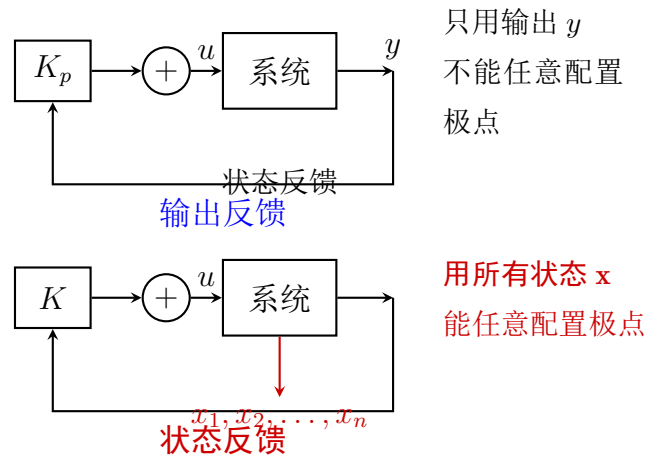 只用输出 y
不能任意配置
极点
K_p
+
u
系统
y
状态反馈
输出反馈
用所有状态 x
能任意配置极点
K
+
u
系统
x_1, x_2, . . . , x_n
状态反馈